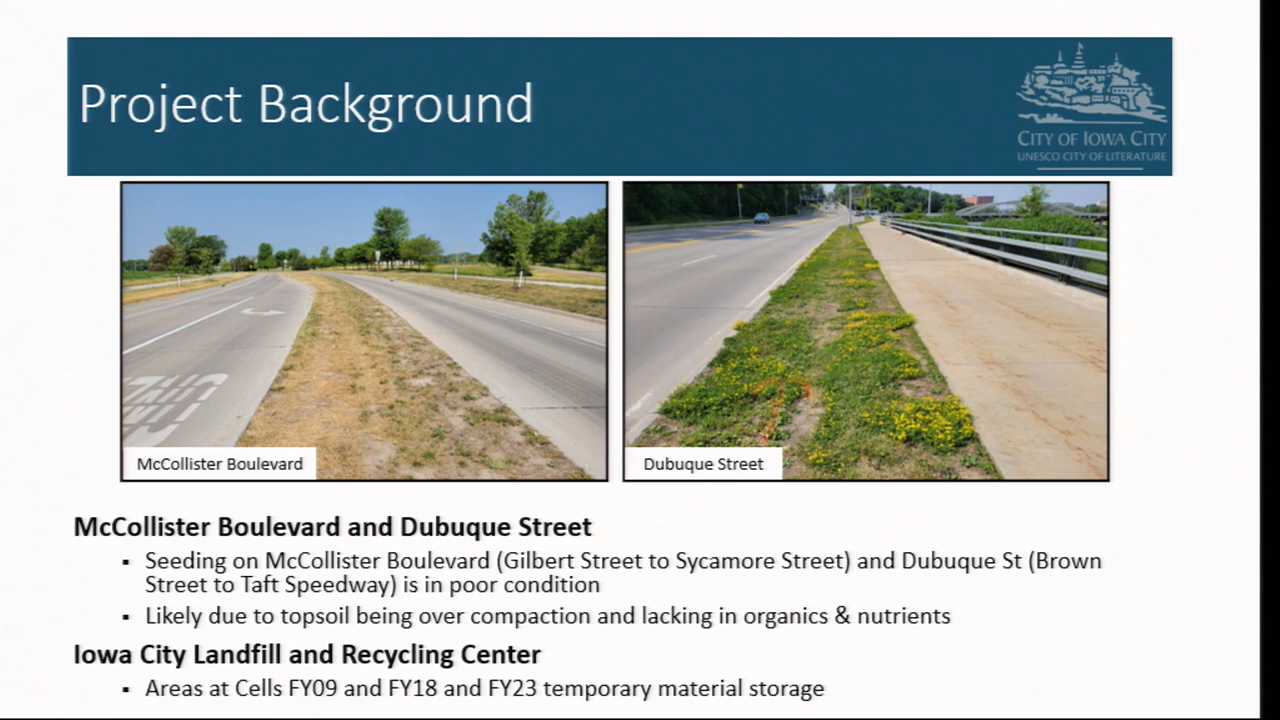 Project Background
CITY OF IOWA CITY
UNESCO CITY OF LITERATURE
McCollister Boulevard
Dubuque Street
McCollister Boulevard and Dubuque Street
▪ Seeding on McCollister Boulevard (Gilbert Street to Sycamore Street) and Dubuque St (Brown
Street to Taft Speedway) is in poor condition
▪ Likely due to topsoil being over compaction and lacking in organics & nutrients
Iowa City Landfill and Recycling Center
▪ Areas at Cells FY09 and FY18 and FY23 temporary material storage